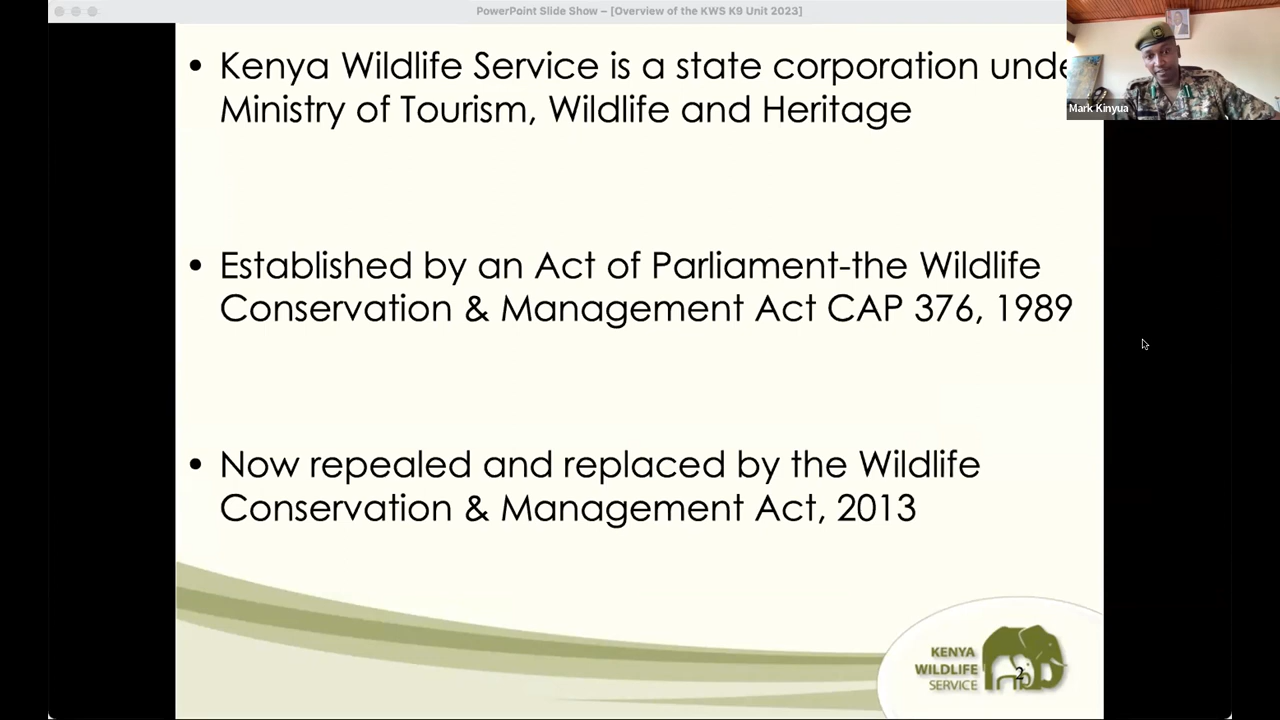 PowerPoint Slide Show – [Overview of the KWS K9 Unit 2023]
• Kenya Wildlife Service is a state corporation unde
Ministry of Tourism, Wildlife and Heritage
Mark Kinyua
• Established by an Act of Parliament-the Wildlife
Conservation & Management Act CAP 376, 1989
• Now repealed and replaced by the Wildlife
Conservation & Management Act, 2013
KENYA
WILDLIFE
SERVICE
2